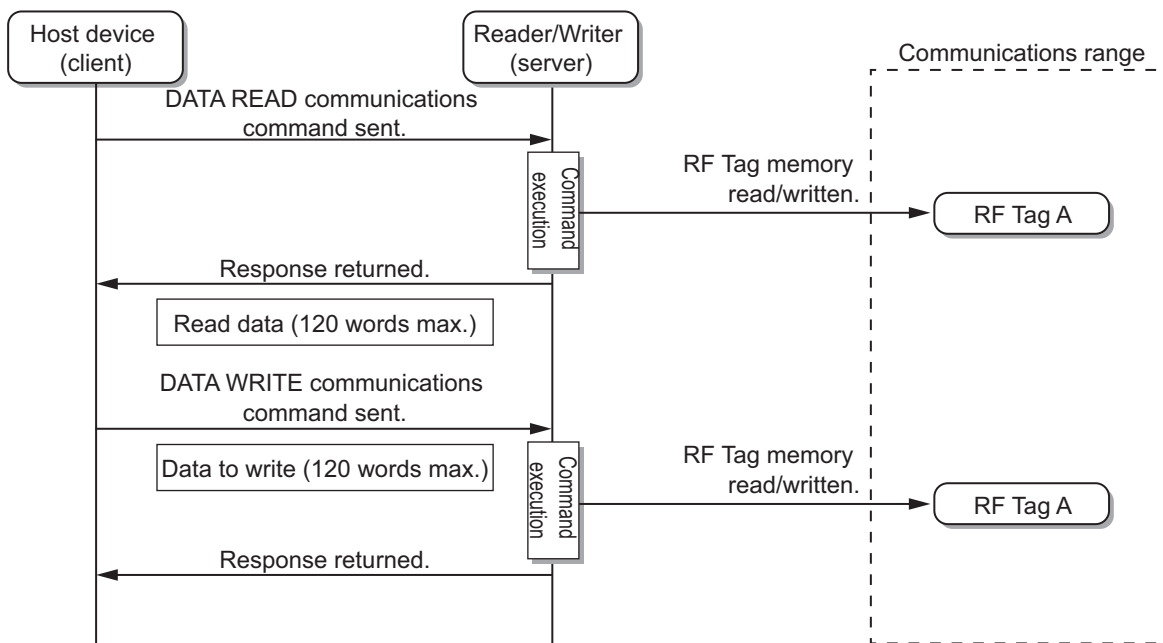 Host device
(client)
Reader/Writer
(server)
Communications range
DATA READ communications
command sent.
Command
execution
RF Tag memory
read/written.
RF Tag A
Response returned.
Read data (120 words max.)
DATA WRITE communications
command sent.
Data to write (120 words max.)
Command
execution
RF Tag memory
read/written.
RF Tag A
Response returned.